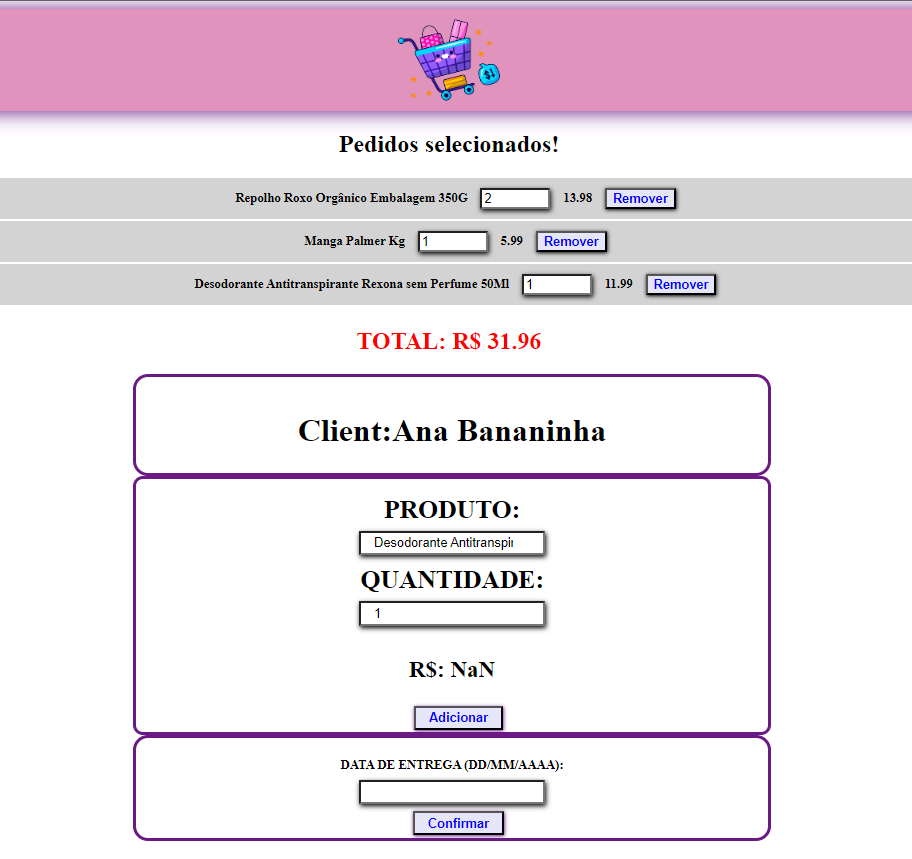 Pedidos selecionados!
Repolho Roxo Orgânico Embalagem 350G 2 13.98 Remover
Manga Palmer Kg 1 5.99 Remover
Desodorante Antitranspirante Rexona sem Perfume 50Ml 1 11.99 Remover
TOTAL: R$ 31.96
Client:Ana Bananinha
PRODUTO:
Desodorante Antitranspi
QUANTIDADE:
1
R$: NaN
Adicionar
DATA DE ENTREGA (DD/MM/AAAA):
Confirmar